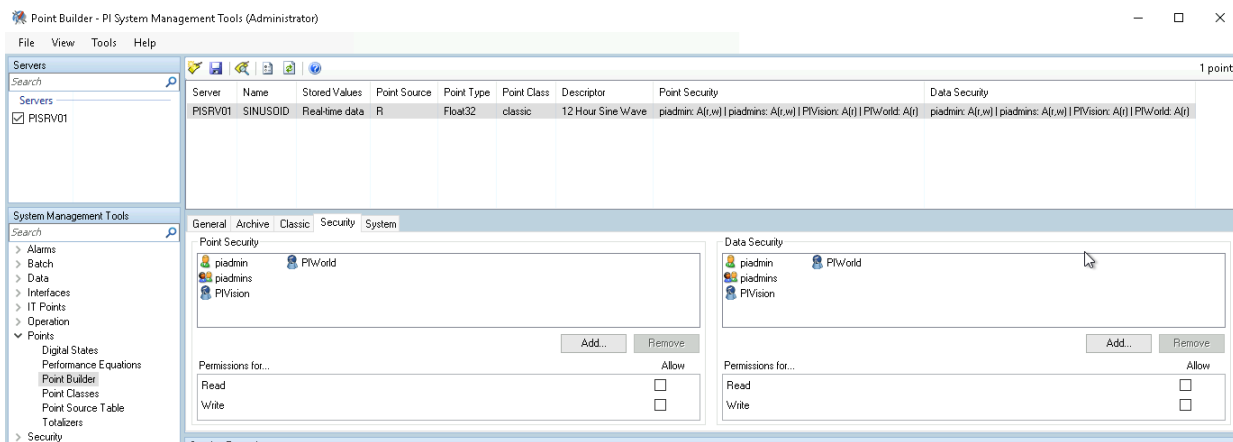 Point Builder - PI System Management Tools (Administrator)
File View Tools Help
Servers
Search
Servers
PISRV01
1 point
Server Name Stored Values Point Source Point Type Point Class Descriptor Point Security Data Security
PISRV01 SINUSOID Real-time data R Float32 classic 12 Hour Sine Wave piadmin: A(r,w) | piadmins: A(r,w) | PIVision: A(r) | PIWorld: A(r) piadmin: A(r,w) | piadmins: A(r,w) | PIVision: A(r) | PIWorld: A(r)
System Management Tools
Search
Alarms
Batch
Data
Interfaces
IT Points
Operation
Points
Digital States
Performance Equations
Point Builder
Point Classes
Point Source Table
Totalizers
Security
General Archive Classic Security System
Point Security
piadmin PIWorld
piadmins
PIVision
Add... Remove
Permissions for... Allow
Read
Write
Data Security
piadmin PIWorld
piadmins
PIVision
Add... Remove
Permissions for... Allow
Read
Write